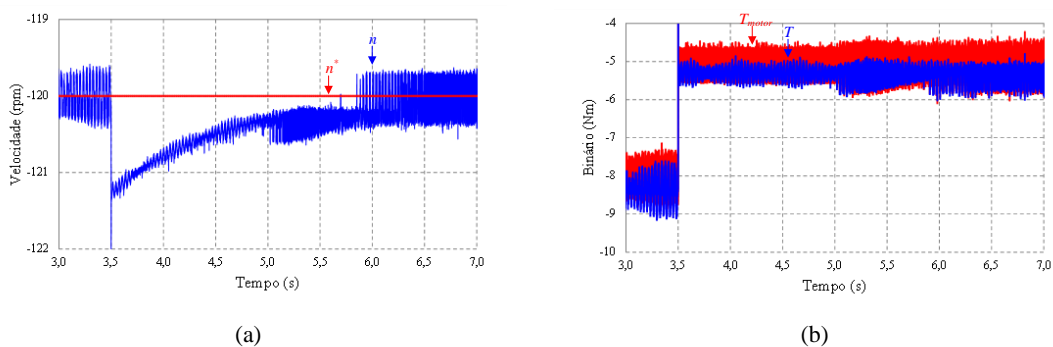 -119
-120
-121
-122
Velocidade (rpm)
n
n*
3,0 3,5 4,0 4,5 5,0 5,5 6,0 6,5 7,0
Tempo (s)
(a)
-4
-5
-6
-7
-8
-9
-10
Binário (Nm)
T motor
T
3,0 3,5 4,0 4,5 5,0 5,5 6,0 6,5 7,0
Tempo (s)
(b)